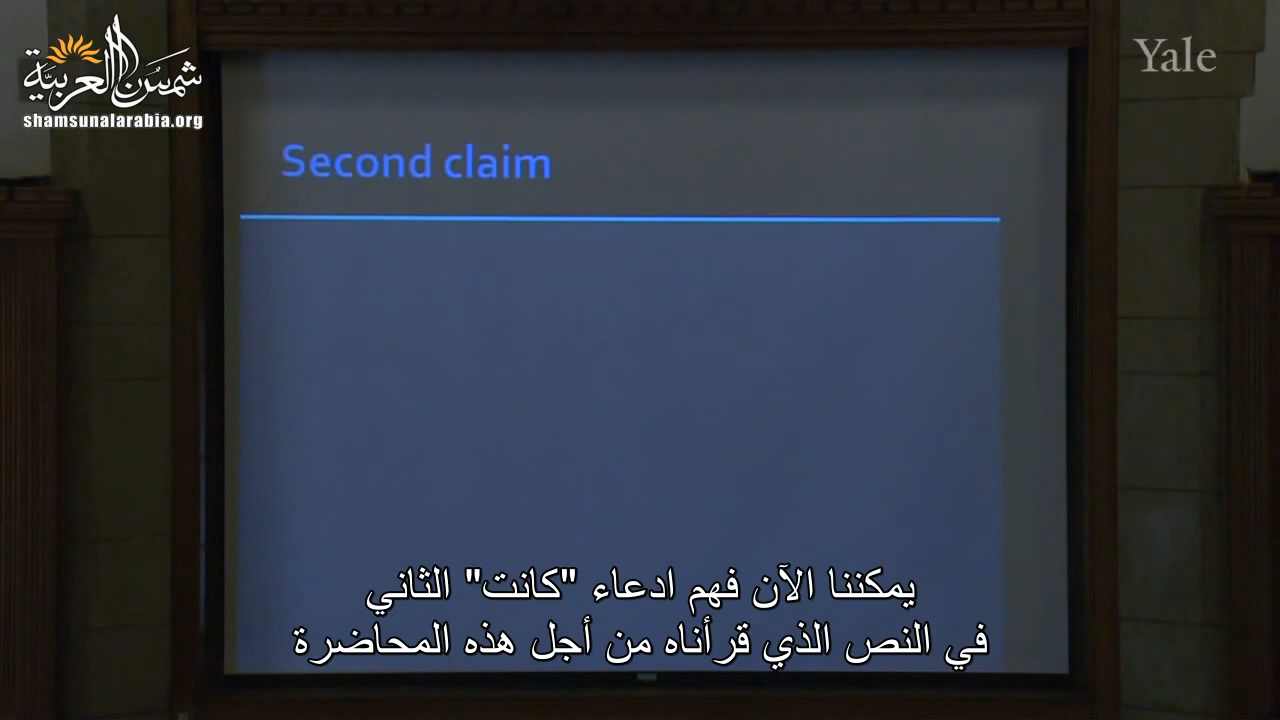 شمس العربية
shamsunalarabia.org
Yale
Second claim
يمكننا الآن فهم ادعاء "كانت" الثاني
في النص الذي قرأناه من أجل هذه المحاضرة